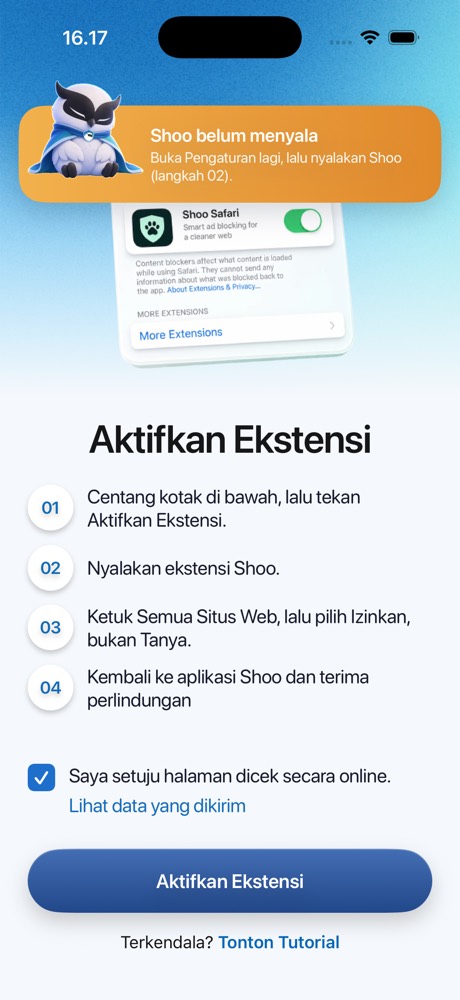 16.17
Shoo belum menyala
Buka Pengaturan lagi, lalu nyalakan Shoo
(langkah 02).
Shoo Safari
Smart ad blocking for
a cleaner web
Content blockers affect what content is loaded
while using Safari. They cannot send any
information about what was blocked back to
the app. About Extensions & Privacy...
MORE EXTENSIONS
More Extensions
Aktifkan Ekstensi
01
Centang kotak di bawah, lalu tekan
Aktifkan Ekstensi.
02
Nyalakan ekstensi Shoo.
03
Ketuk Semua Situs Web, lalu pilih Izinkan,
bukan Tanya.
04
Kembali ke aplikasi Shoo dan terima
perlindungan
Saya setuju halaman dicek secara online.
Lihat data yang dikirim
Aktifkan Ekstensi
Terkendala? Tonton Tutorial